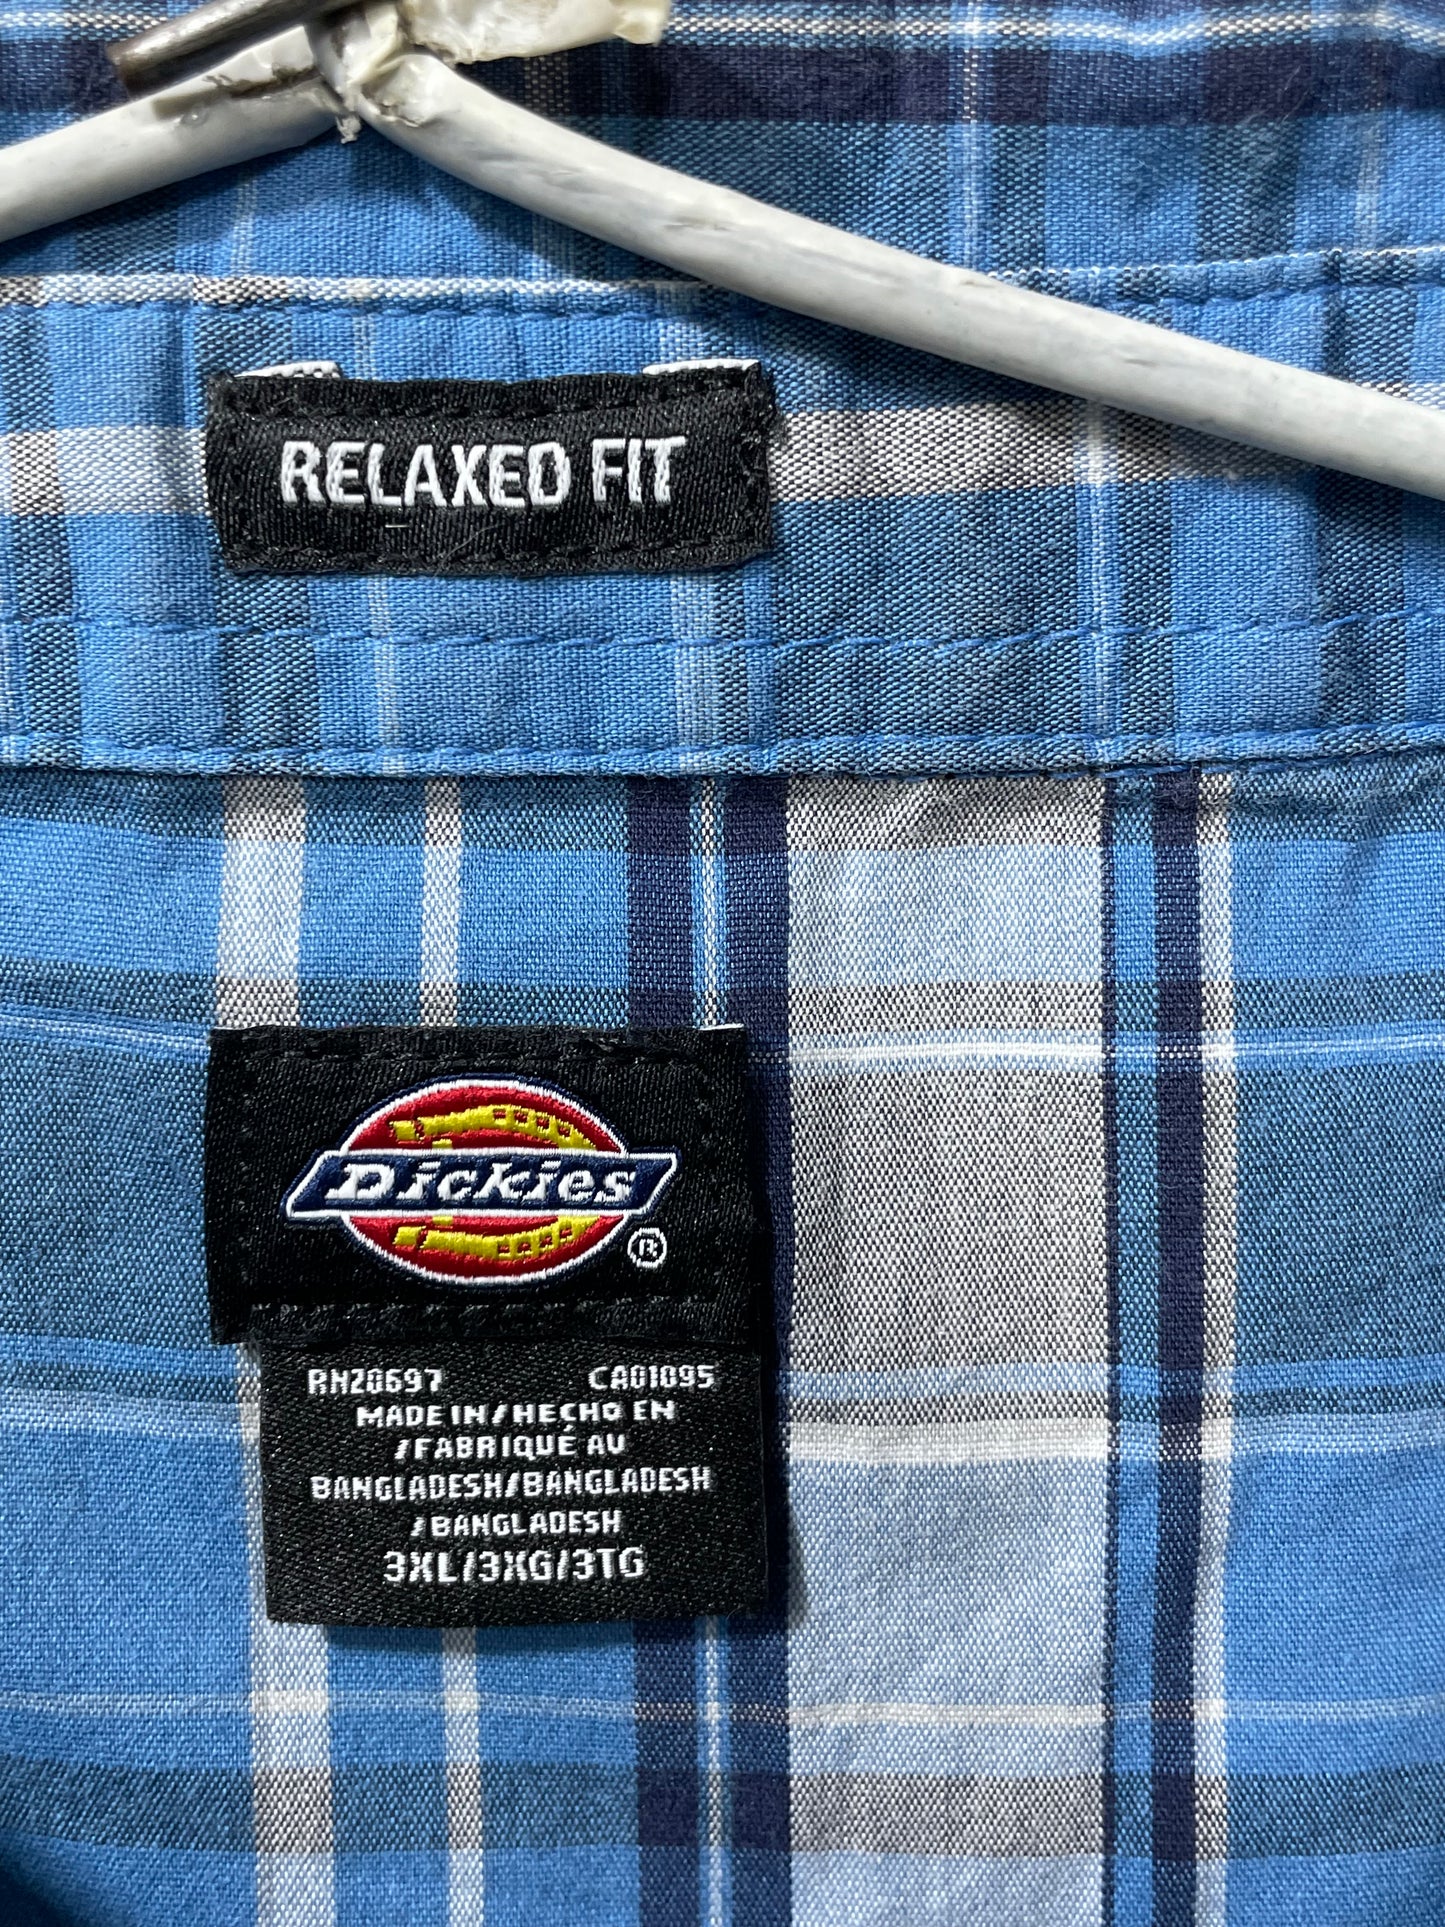 RELAXED FIT
Dickies
®
RN20697 CA01095
MADE IN/HECHO EN
/FABRIQUÉ AU
BANGLADESH/BANGLADESH
/BANGLADESH
3XL/3XG/3TG